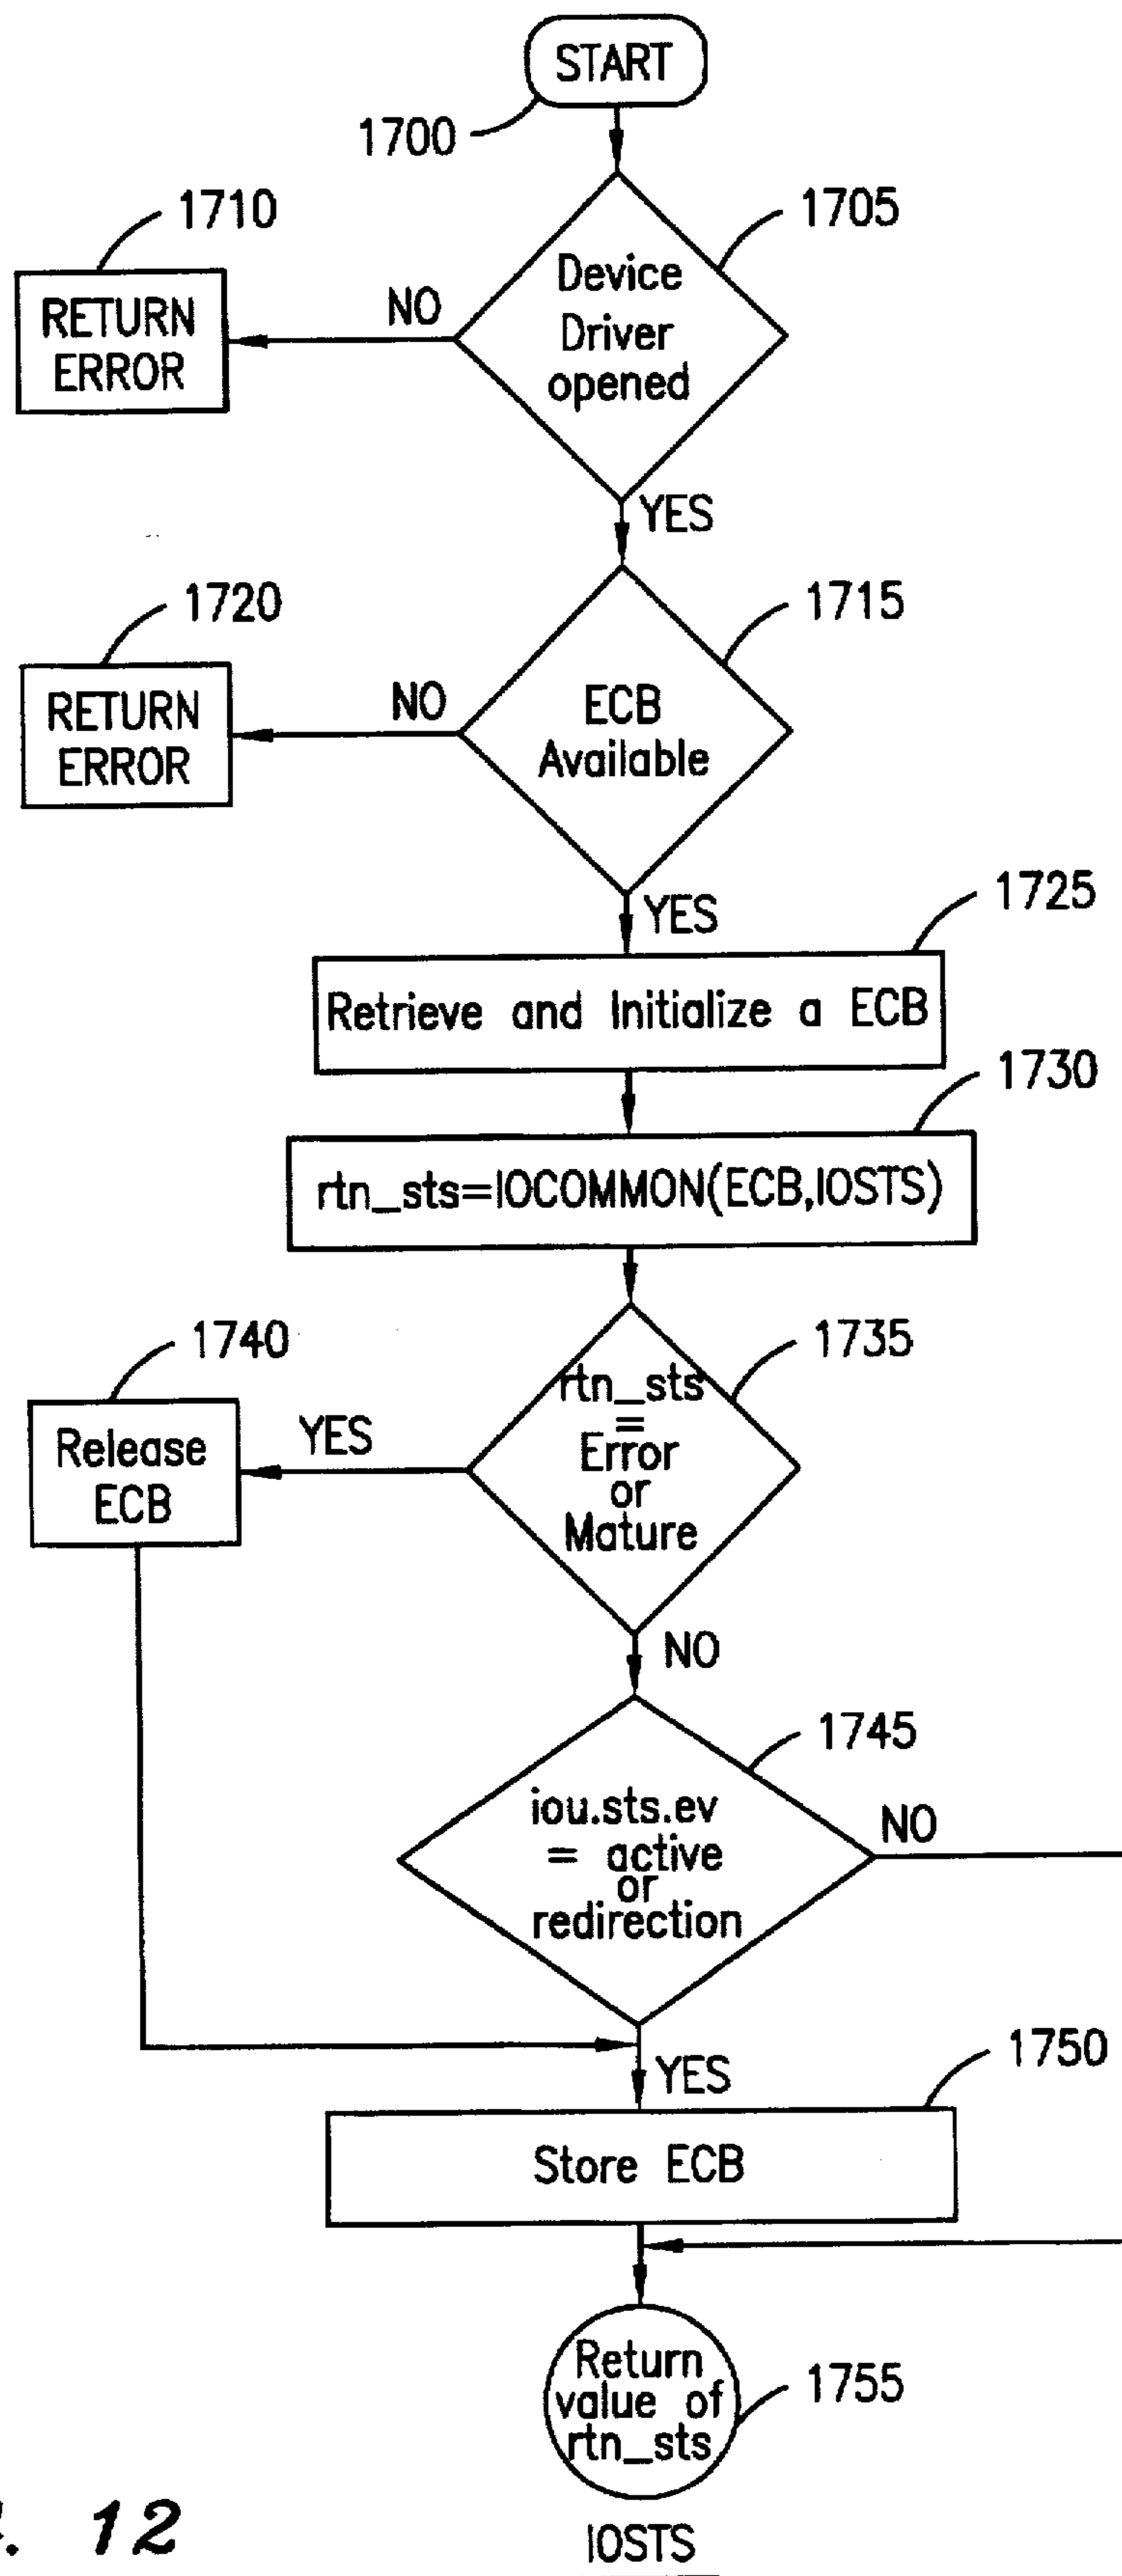 START
1700
1710
1705
RETURN
ERROR
NO
Device
Driver
opened
YES
1720
1715
RETURN
ERROR
NO
ECB
Available
YES
1725
Retrieve and Initialize a ECB
1730
rtn_sts=IOCOMMON(ECB,IOSTS)
1740
1735
Release
ECB
YES
rtn_sts
=
Error
or
Mature
NO
1745
iou.sts.ev
= active
or
redirection
NO
YES
1750
Store ECB
Return
value of
rtn_sts
1755
12
IOSTS